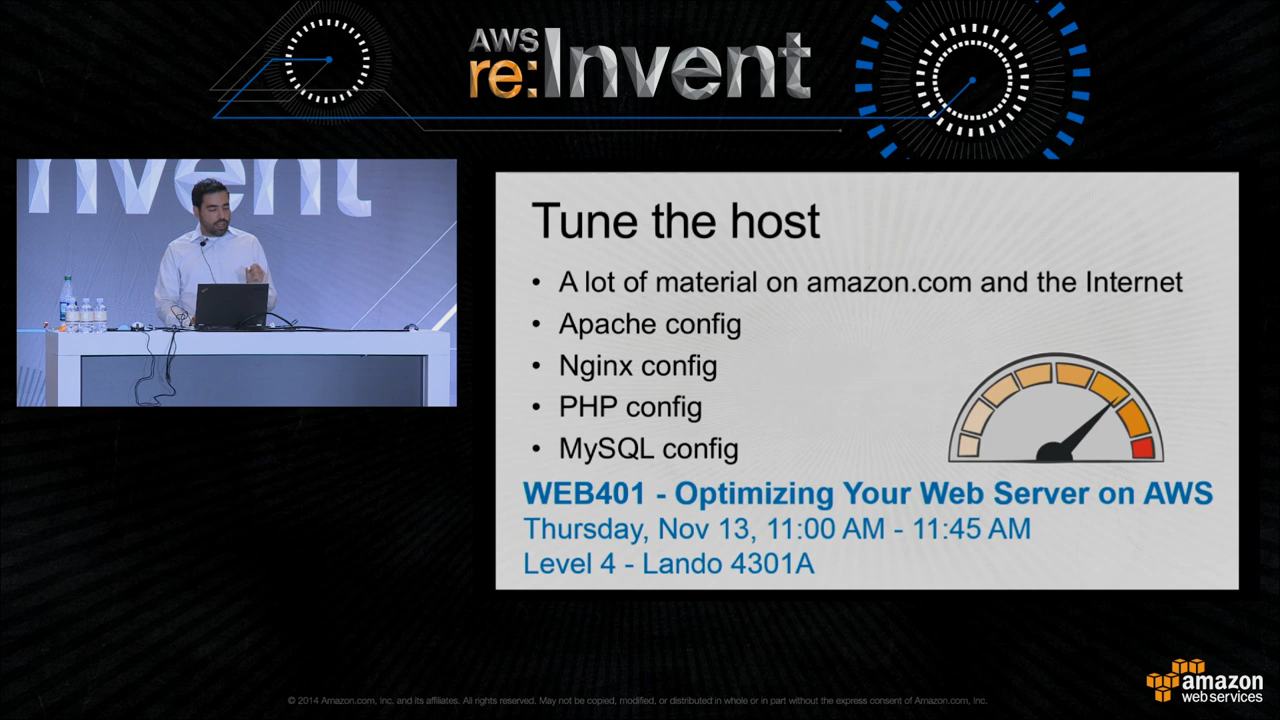 AWS
re:Invent
nvent
Tune the host
• A lot of material on amazon.com and the Internet
• Apache config
• Nginx config
• PHP config
• MySQL config
WEB401 - Optimizing Your Web Server on AWS
Thursday, Nov 13, 11:00 AM - 11:45 AM
Level 4 - Lando 4301A
© 2014 Amazon.com, Inc. and its affiliates. All rights reserved. May not be copied, modified, or distributed in whole or in part without the express consent of Amazon.com, Inc.
amazon
web services